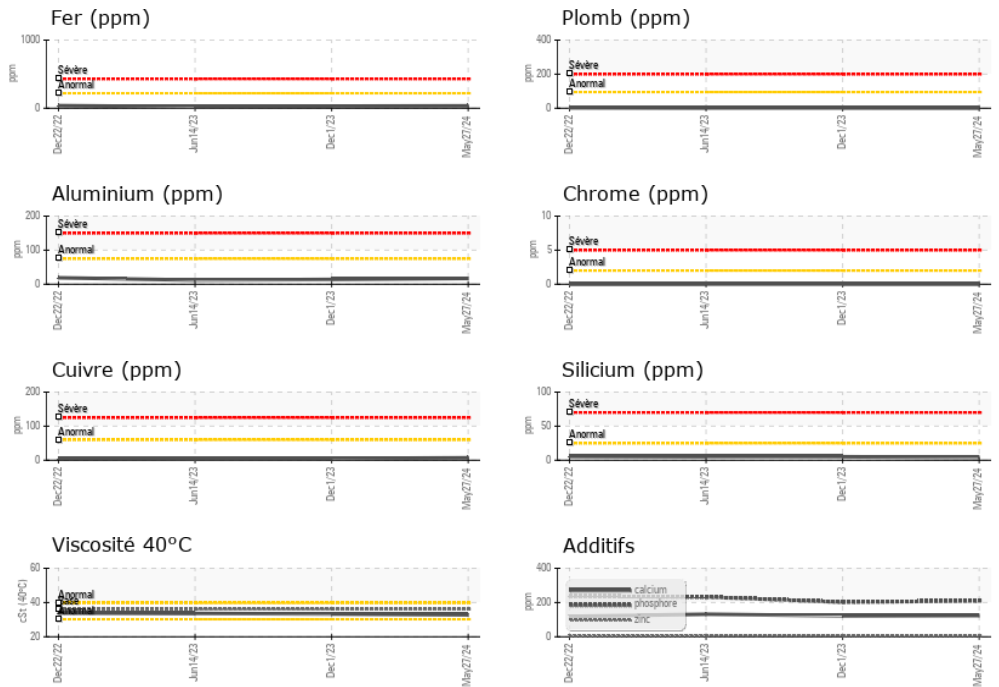 Fer (ppm)
1000
500
0
ppm
Sévère
Anormal
Dec22/22
Jun14/23
Dec1/23
May27/24
Plomb (ppm)
400
200
0
ppm
Sévère
Anormal
Dec22/22
Jun14/23
Dec1/23
May27/24
Aluminium (ppm)
200
100
0
ppm
Sévère
Anormal
Dec22/22
Jun14/23
Dec1/23
May27/24
Chrome (ppm)
10
5
0
ppm
Sévère
Anormal
Dec22/22
Jun14/23
Dec1/23
May27/24
Cuivre (ppm)
200
100
0
ppm
Sévère
Anormal
Dec22/22
Jun14/23
Dec1/23
May27/24
Silicium (ppm)
100
50
0
ppm
Sévère
Anormal
Dec22/22
Jun14/23
Dec1/23
May27/24
Viscosité 40°C
60
40
20
cSt (40°C)
Anormal
Base
Anormal
Dec22/22
Jun14/23
Dec1/23
May27/24
Additifs
400
200
0
ppm
calcium
phosphore
zinc
Dec22/22
Jun14/23
Dec1/23
May27/24